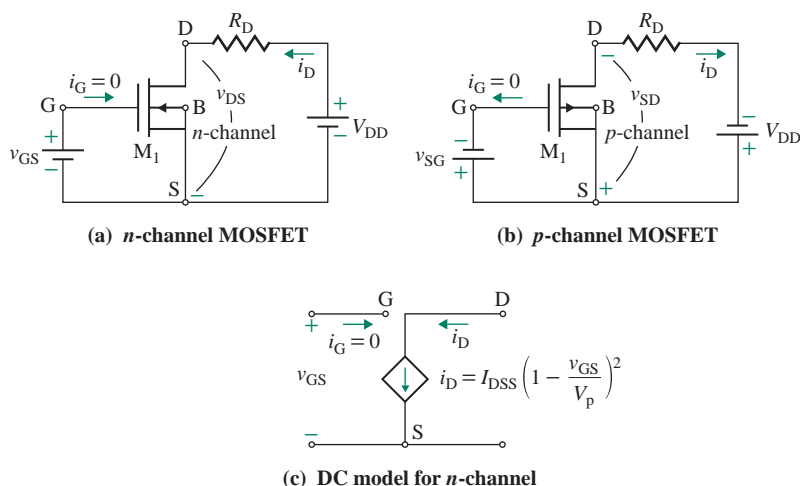 D R_D
i_D
i_G = 0
G B
v_DS
n-channel
M_1
+
−
v_GS
+
−
V_DD
S −
(a) n-channel MOSFET
D R_D
−
i_D
i_G = 0
G B
v_SD
p-channel
M_1
−
+
v_SG
−
+
V_DD
S +
(b) p-channel MOSFET
G D
+
i_G = 0
i_D
v_GS
i_D = I_DSS (1 − v_GS / V_p)^2
− S
(c) DC model for n-channel